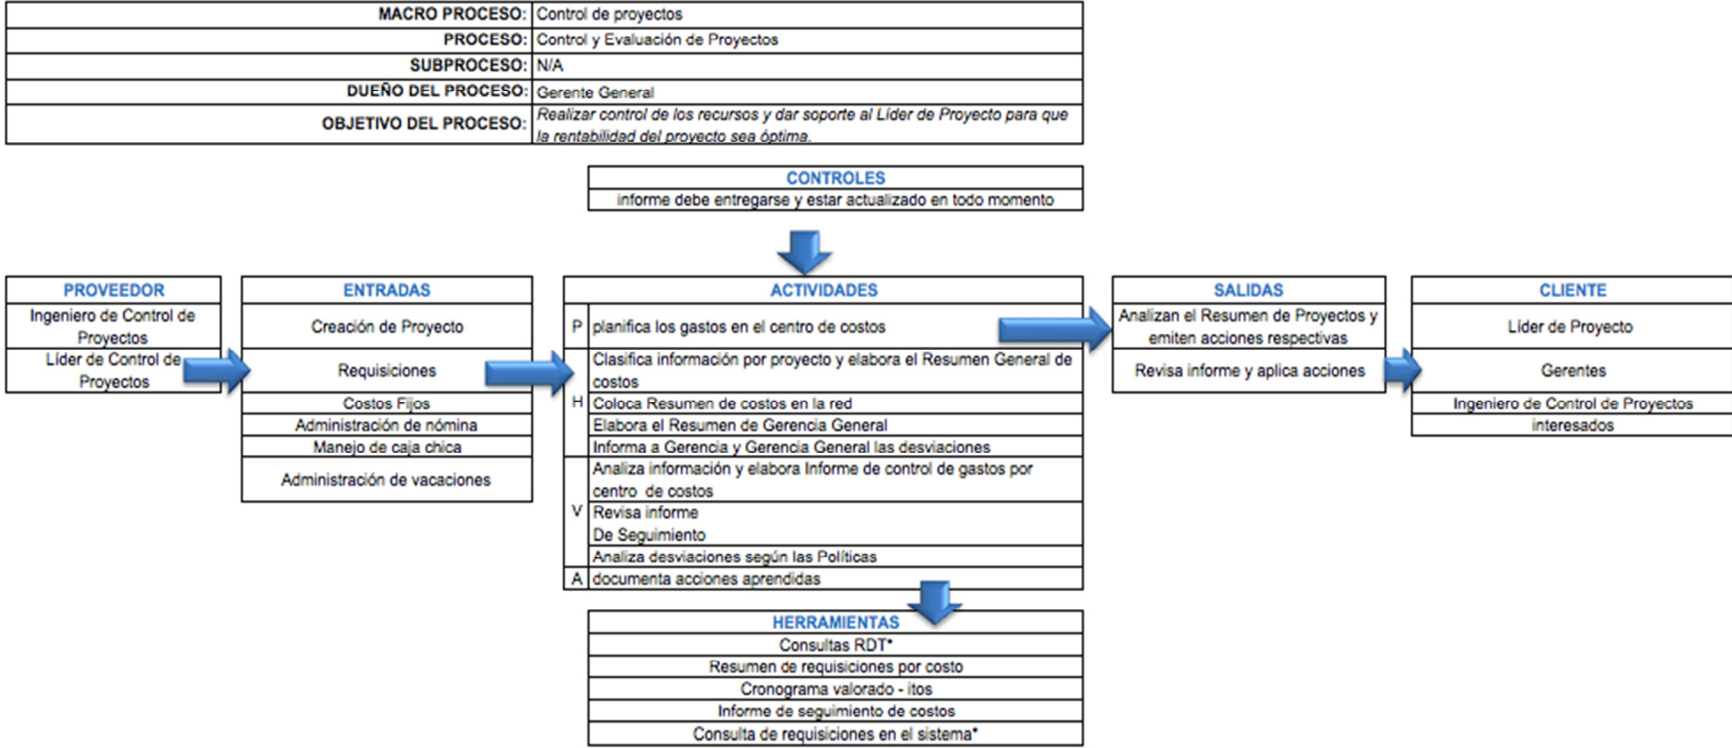 MACRO PROCESO: Control de proyectos
PROCESO: Control y Evaluación de Proyectos
SUBPROCESO: N/A
DUEÑO DEL PROCESO: Gerente General
OBJETIVO DEL PROCESO: Realizar control de los recursos y dar soporte al Líder de Proyecto para que
la rentabilidad del proyecto sea óptima.
CONTROLES
informe debe entregarse y estar actualizado en todo momento
PROVEEDOR
Ingeniero de Control de
Proyectos
Líder de Control de
Proyectos
ENTRADAS
Creación de Proyecto
Requisiciones
Costos Fijos
Administración de nómina
Manejo de caja chica
Administración de vacaciones
ACTIVIDADES
P planifica los gastos en el centro de costos
Clasifica información por proyecto y elabora el Resumen General de
costos
H Coloca Resumen de costos en la red
Elabora el Resumen de Gerencia General
Informa a Gerencia y Gerencia General las desviaciones
Analiza información y elabora Informe de control de gastos por
centro de costos
V Revisa informe
De Seguimiento
Analiza desviaciones según las Políticas
A documenta acciones aprendidas
SALIDAS
Analizan el Resumen de Proyectos y
emiten acciones respectivas
Revisa informe y aplica acciones
CLIENTE
Líder de Proyecto
Gerentes
Ingeniero de Control de Proyectos
interesados
HERRAMIENTAS
Consultas RDT*
Resumen de requisiciones por costo
Cronograma valorado - itos
Informe de seguimiento de costos
Consulta de requisiciones en el sistema*